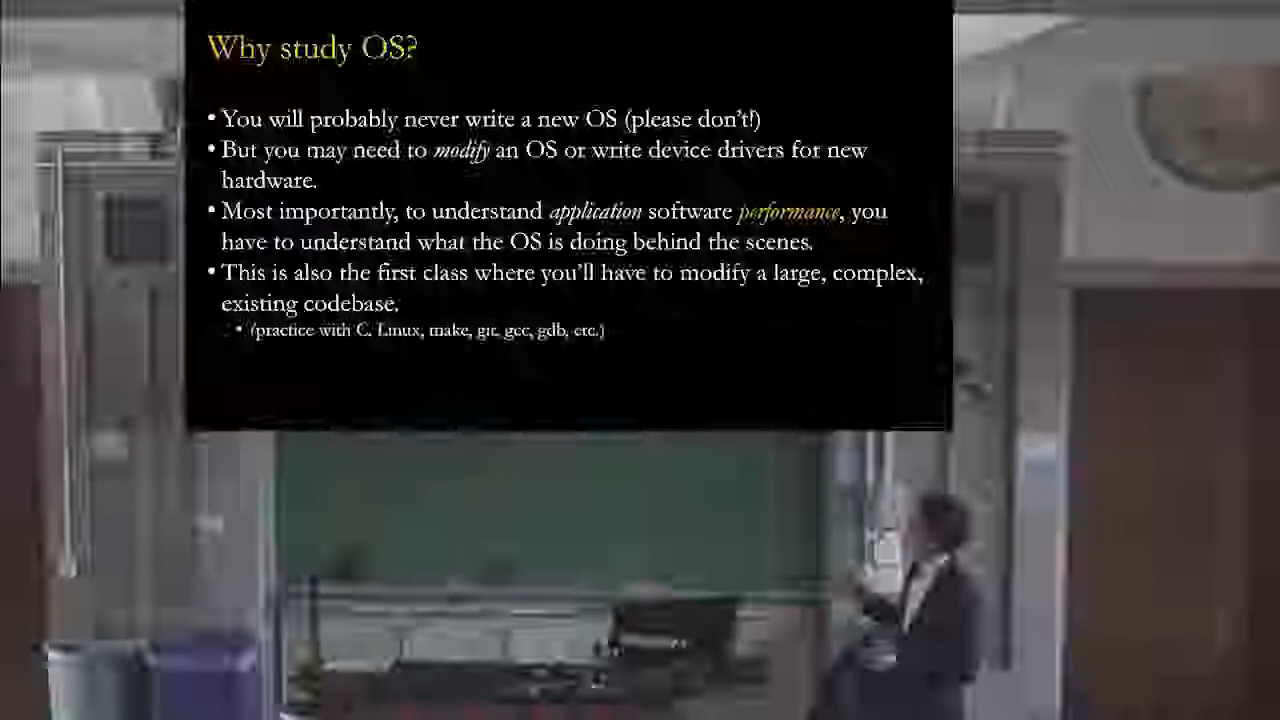 Why study OS?
• You will probably never write a new OS (please don't!)
• But you may need to modify an OS or write device drivers for new
hardware.
• Most importantly, to understand application software performance, you
have to understand what the OS is doing behind the scenes.
• This is also the first class where you'll have to modify a large, complex,
existing codebase.
• (practice with C, Linux, make, git, gcc, gdb, etc.)